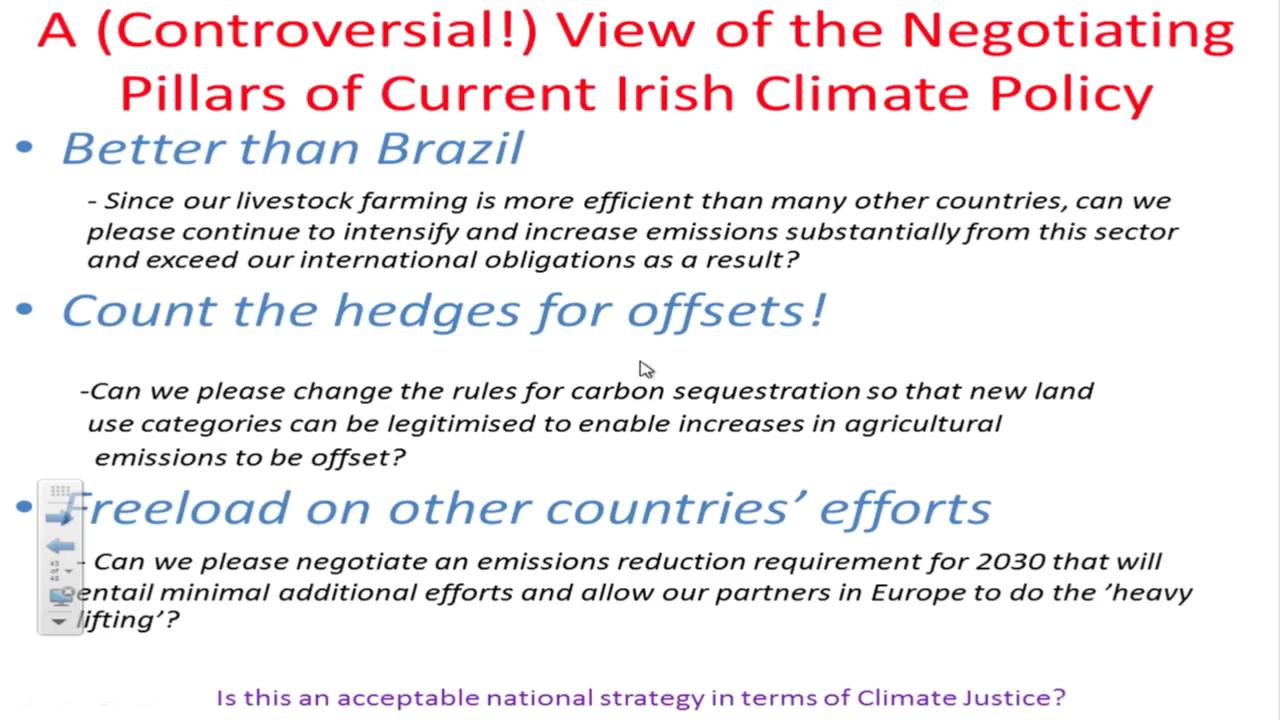 A (Controversial!) View of the Negotiating
Pillars of Current Irish Climate Policy
• Better than Brazil
- Since our livestock farming is more efficient than many other countries, can we
please continue to intensify and increase emissions substantially from this sector
and exceed our international obligations as a result?
• Count the hedges for offsets!
-Can we please change the rules for carbon sequestration so that new land
use categories can be legitimised to enable increases in agricultural
emissions to be offset?
• Freeload on other countries’ efforts
- Can we please negotiate an emissions reduction requirement for 2030 that will
entail minimal additional efforts and allow our partners in Europe to do the ’heavy
lifting’?
Is this an acceptable national strategy in terms of Climate Justice?